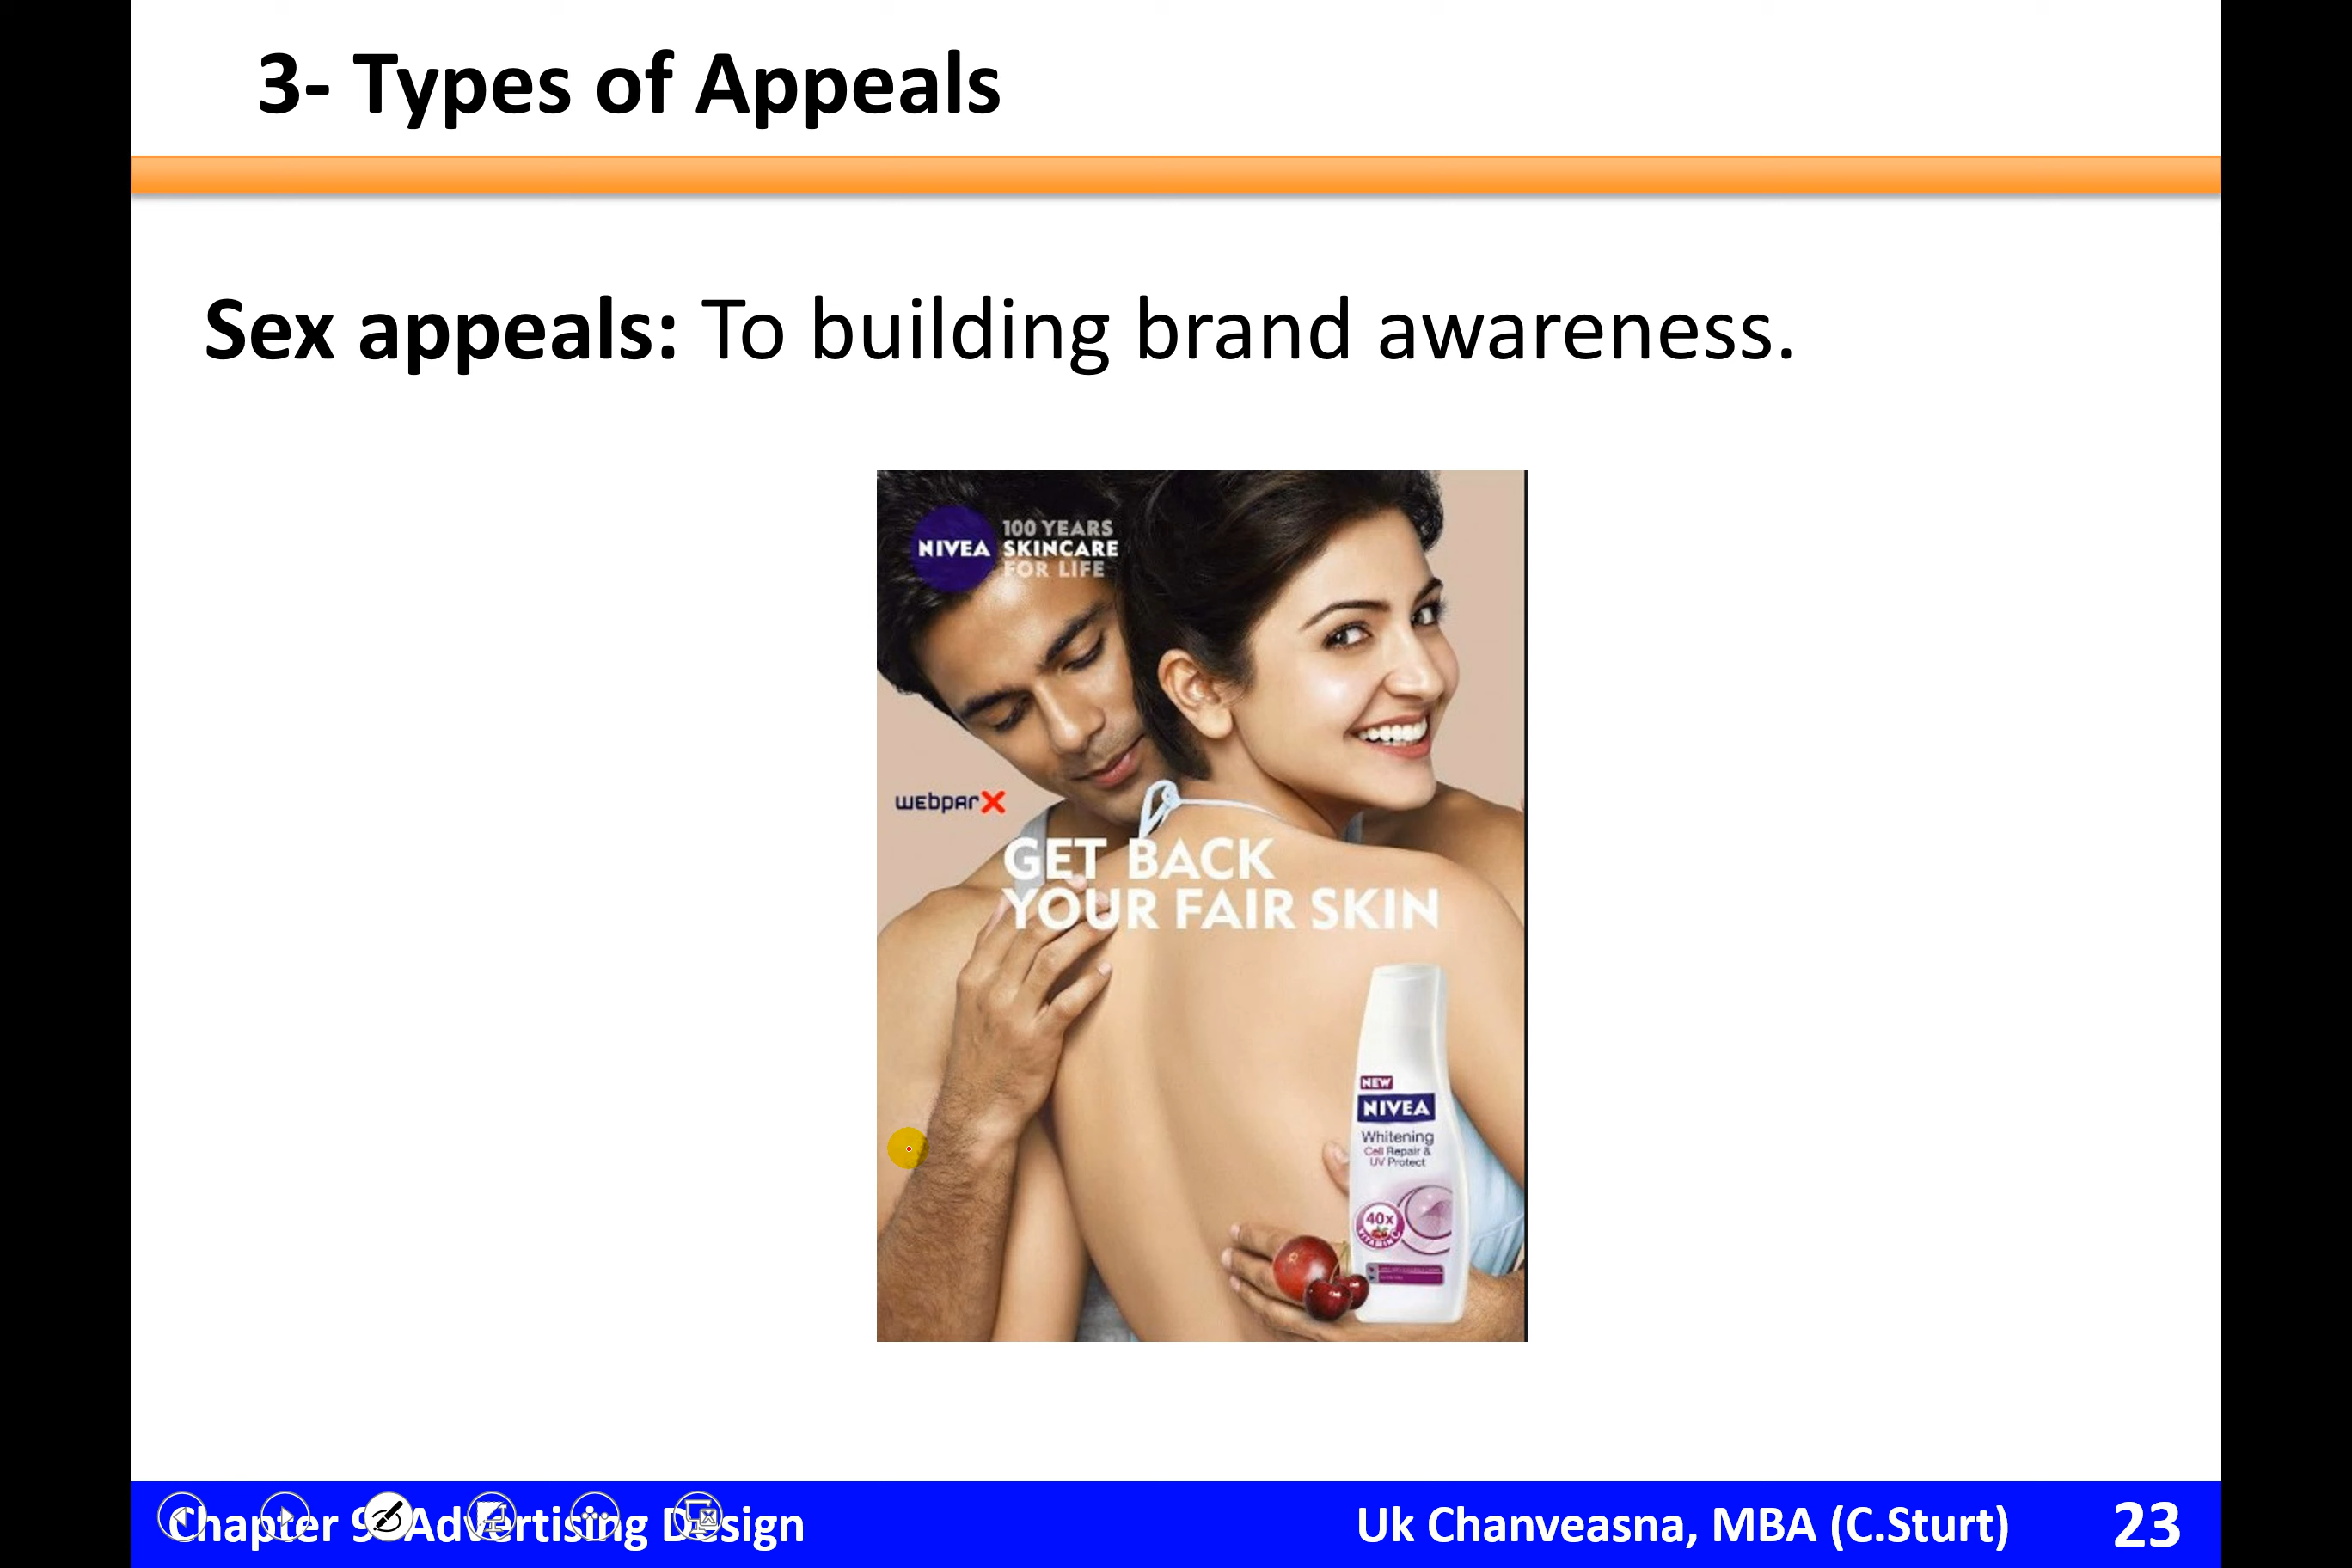 3- Types of Appeals
Sex appeals: To building brand awareness.
100 YEARS
NIVEA SKINCARE
FOR LIFE
webparX
GET BACK
YOUR FAIR SKIN
NEW
NIVEA
Whitening
Cell Repair &
UV Protect
40x
VITAMIN C
Chapter 9: Advertising Design
Uk Chanveasna, MBA (C.Sturt)
23